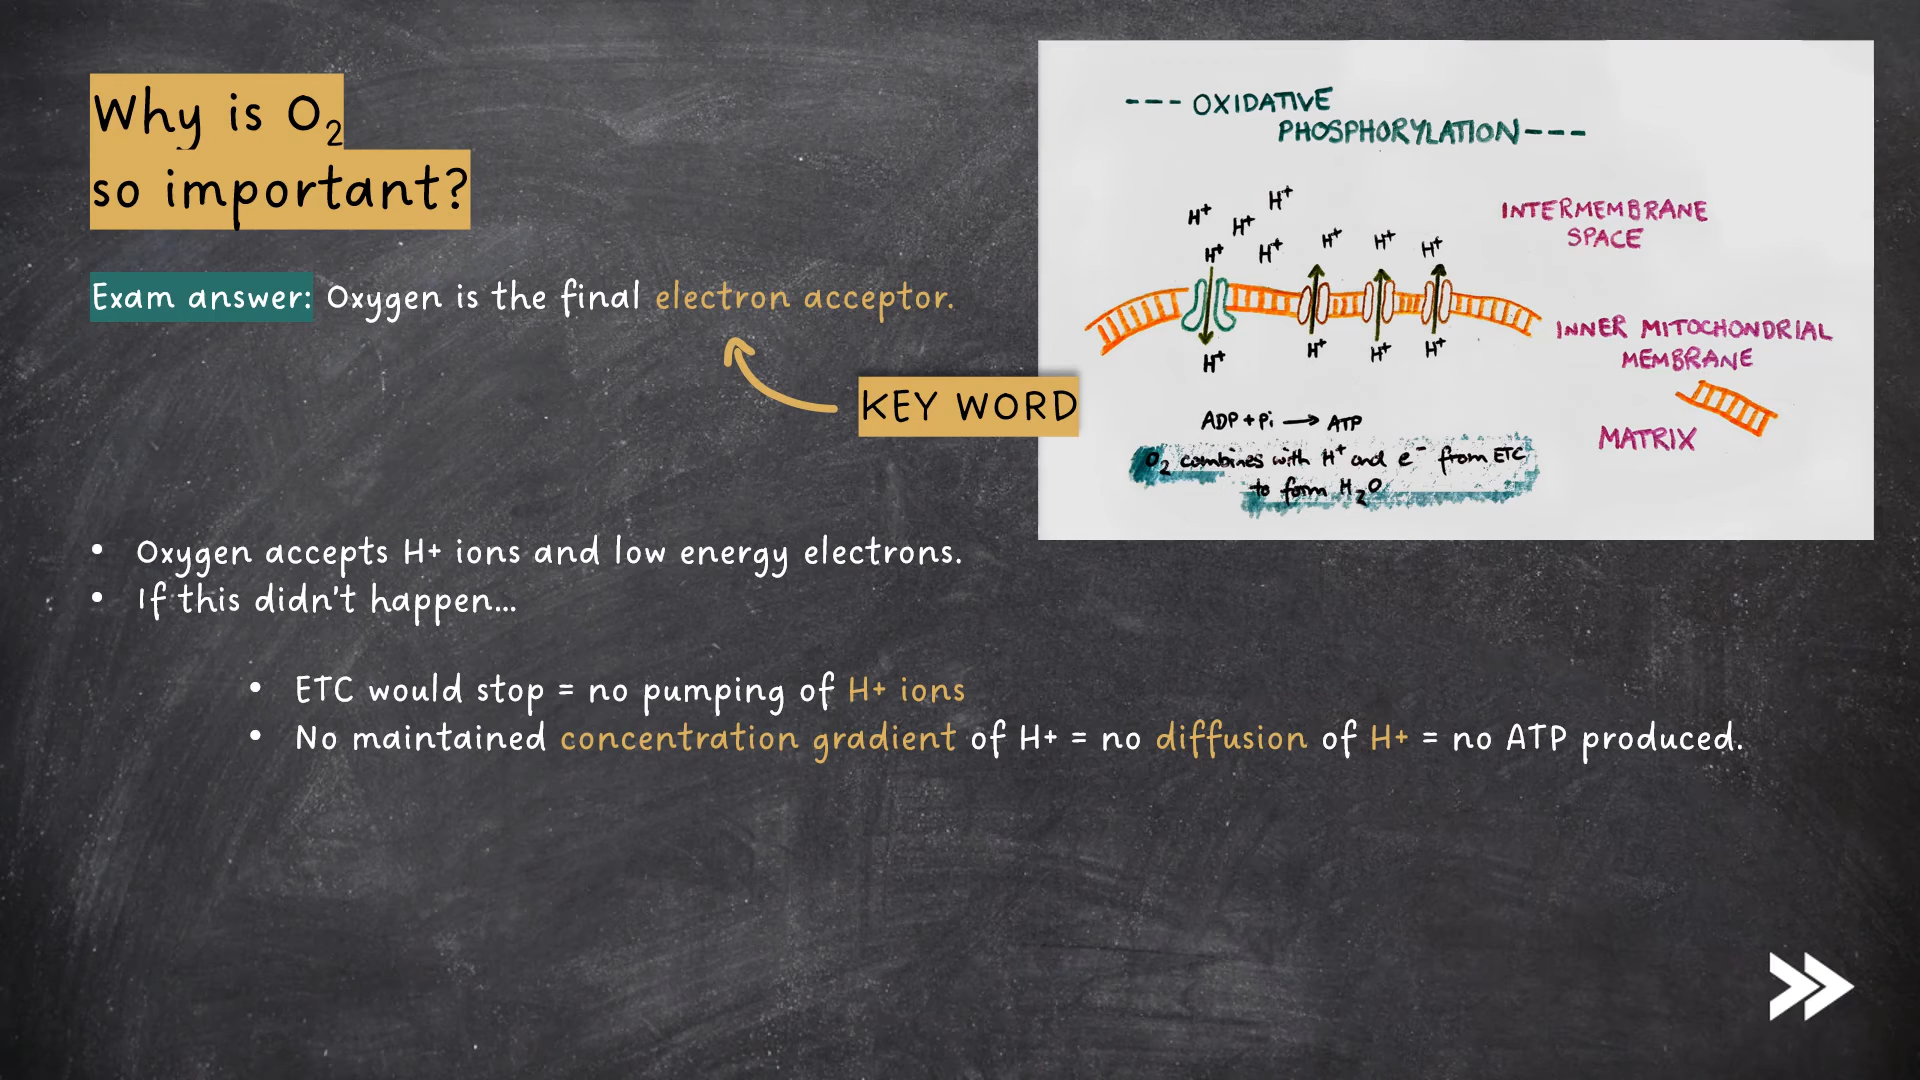 Why is O₂
so important?
Exam answer: Oxygen is the final electron acceptor.
KEY WORD
• Oxygen accepts H+ ions and low energy electrons.
• If this didn't happen...
• ETC would stop = no pumping of H+ ions
• No maintained concentration gradient of H+ = no diffusion of H+ = no ATP produced.
--- OXIDATIVE
PHOSPHORYLATION ---
H⁺
H⁺ H⁺
H⁺ H⁺ H⁺ H⁺ H⁺
INTERMEMBRANE
SPACE
INNER MITOCHONDRIAL
MEMBRANE
H⁺ H⁺ H⁺ H⁺
ADP + Pi → ATP
MATRIX
O₂ combines with H⁺ and e⁻ from ETC
to form H₂O